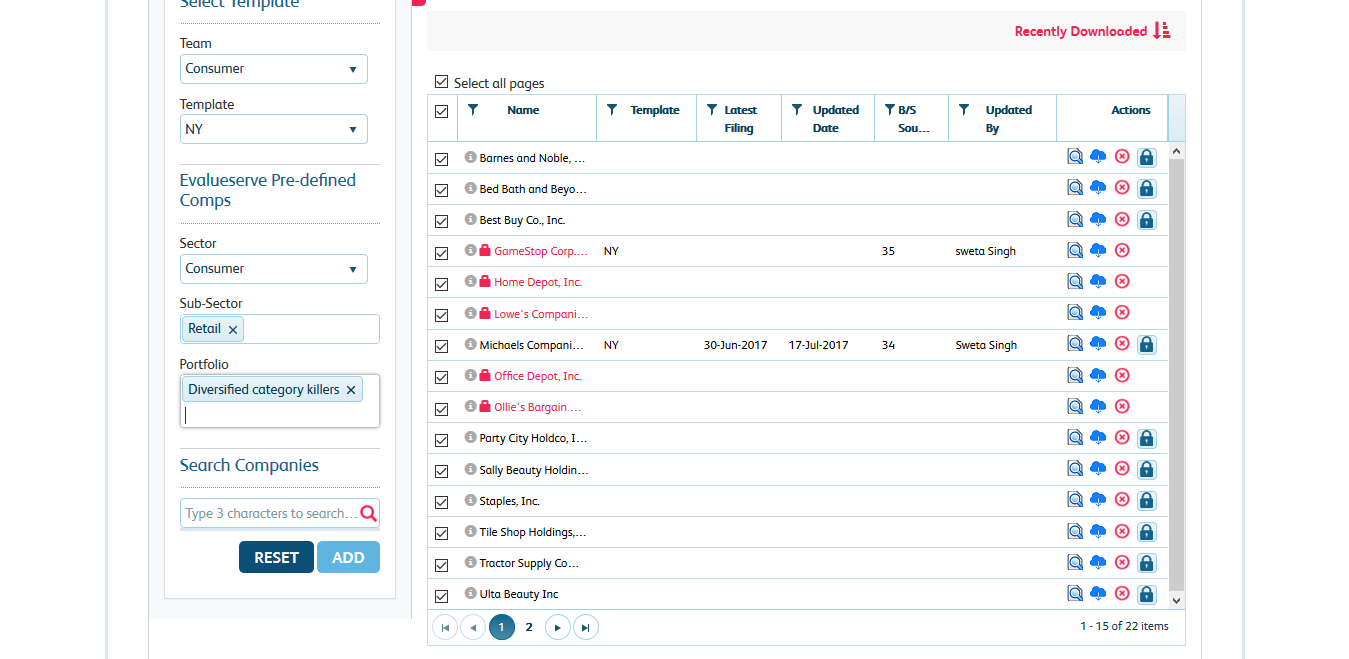 Select Template
Team
Consumer
Template
NY
Evalueserve Pre-defined
Comps
Sector
Consumer
Sub-Sector
Retail
Portfolio
Diversified category killers
Search Companies
Type 3 characters to search...
RESET ADD
Recently Downloaded
Select all pages
Name Template Latest Filing Updated Date B/S Sou... Updated By Actions
Barnes and Noble, ...
Bed Bath and Beyo...
Best Buy Co., Inc.
GameStop Corp.... NY 35 sweta Singh
Home Depot, Inc.
Lowe's Compani...
Michaels Compani... NY 30-Jun-2017 17-Jul-2017 34 Sweta Singh
Office Depot, Inc.
Ollie's Bargain ...
Party City Holdco, I...
Sally Beauty Holdin...
Staples, Inc.
Tile Shop Holdings,...
Tractor Supply Co...
Ulta Beauty Inc
1 2
1 - 15 of 22 items